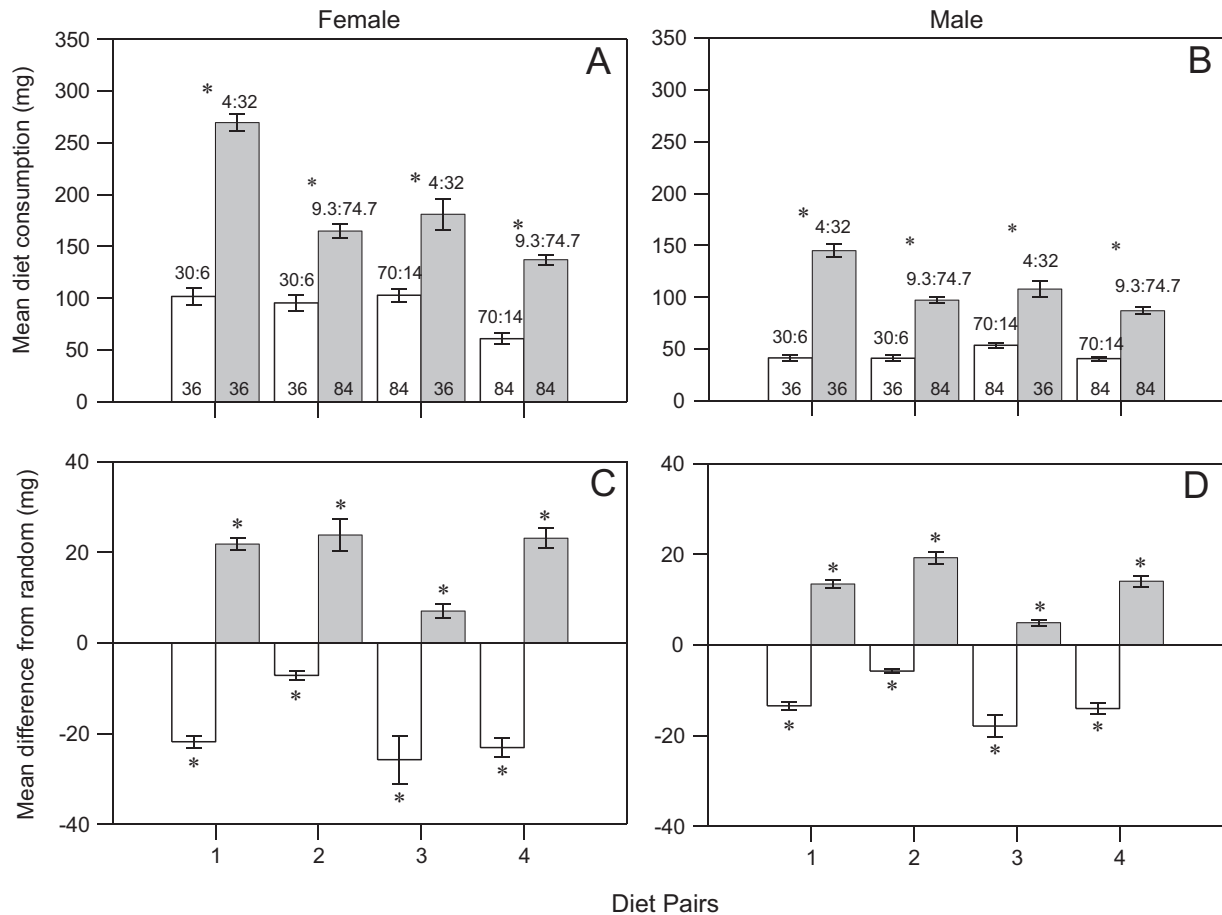 Female
Male
Mean diet consumption (mg)
350
300
250
200
150
100
50
0
A
* 4:32
* 9.3:74.7
* 4:32
* 9.3:74.7
30:6
30:6
70:14
70:14
36 36 36 84 84 36 84 84
350
300
250
200
150
100
50
0
B
* 4:32
* 9.3:74.7
* 4:32
* 9.3:74.7
30:6
30:6
70:14
70:14
36 36 36 84 84 36 84 84
Mean difference from random (mg)
40
20
0
-20
-40
C
* * * *
* * * *
1 2 3 4
40
20
0
-20
-40
D
* * * *
* * * *
1 2 3 4
Diet Pairs